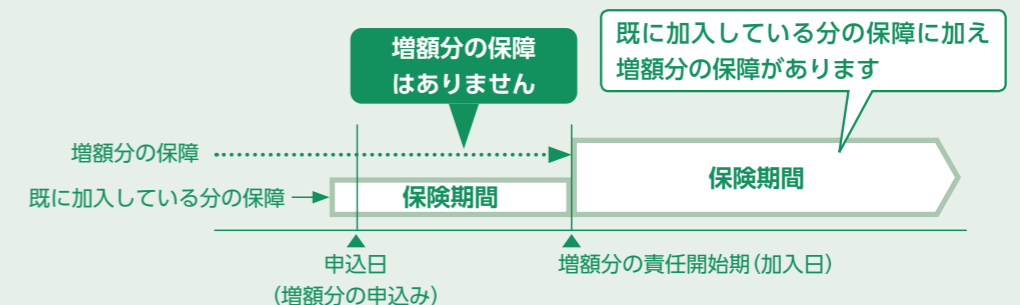 増額分の保障
はありません
既に加入している分の保障に加え
増額分の保障があります
増額分の保障
既に加入している分の保障
保険期間
保険期間
申込日
(増額分の申込み)
増額分の責任開始期(加入日)